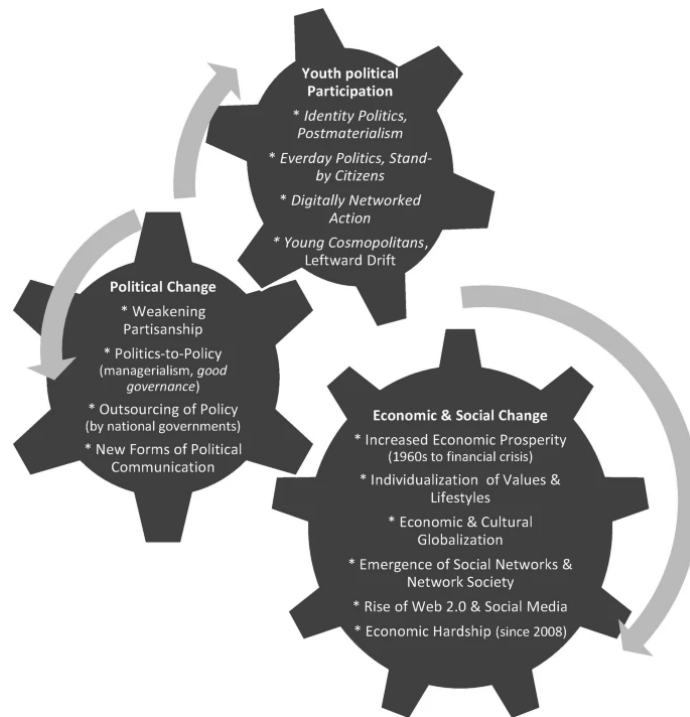 Youth political
Participation
* Identity Politics,
Postmaterialism
* Everday Politics, Stand-
by Citizens
* Digitally Networked
Action
* Young Cosmopolitans,
Leftward Drift
Political Change
* Weakening
Partisanship
* Politics-to-Policy
(managerialism, good
governance)
* Outsourcing of Policy
(by national governments)
* New Forms of Political
Communication
Economic & Social Change
* Increased Economic Prosperity
(1960s to financial crisis)
* Individualization of Values &
Lifestyles
* Economic & Cultural
Globalization
* Emergence of Social Networks &
Network Society
* Rise of Web 2.0 & Social Media
* Economic Hardship (since 2008)